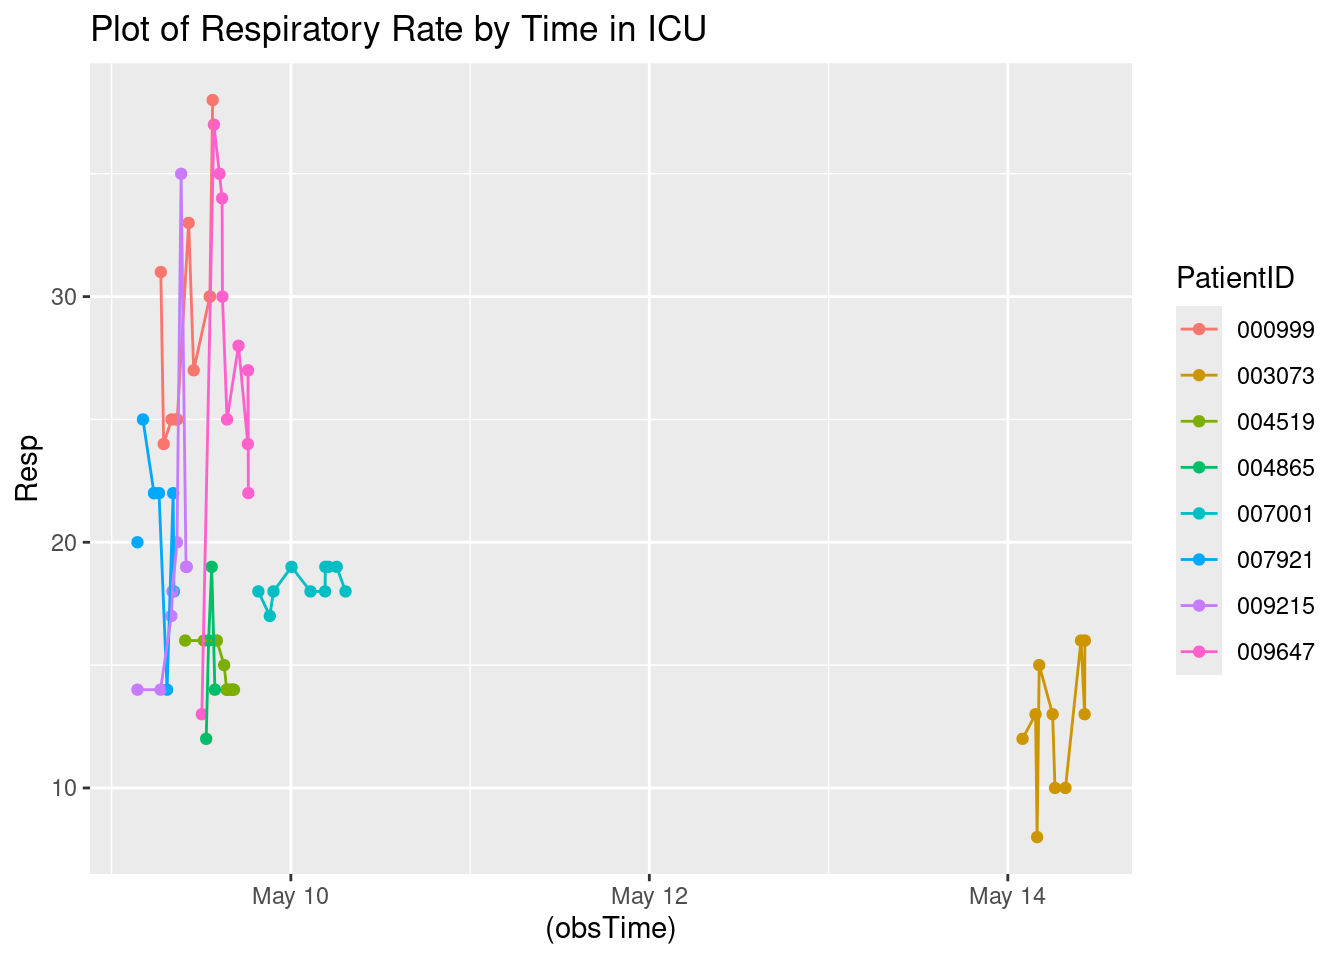 Plot of Respiratory Rate by Time in ICU
30
20
10
Resp
May 10
May 12
May 14
(obsTime)
PatientID
000999
003073
004519
004865
007001
007921
009215
009647